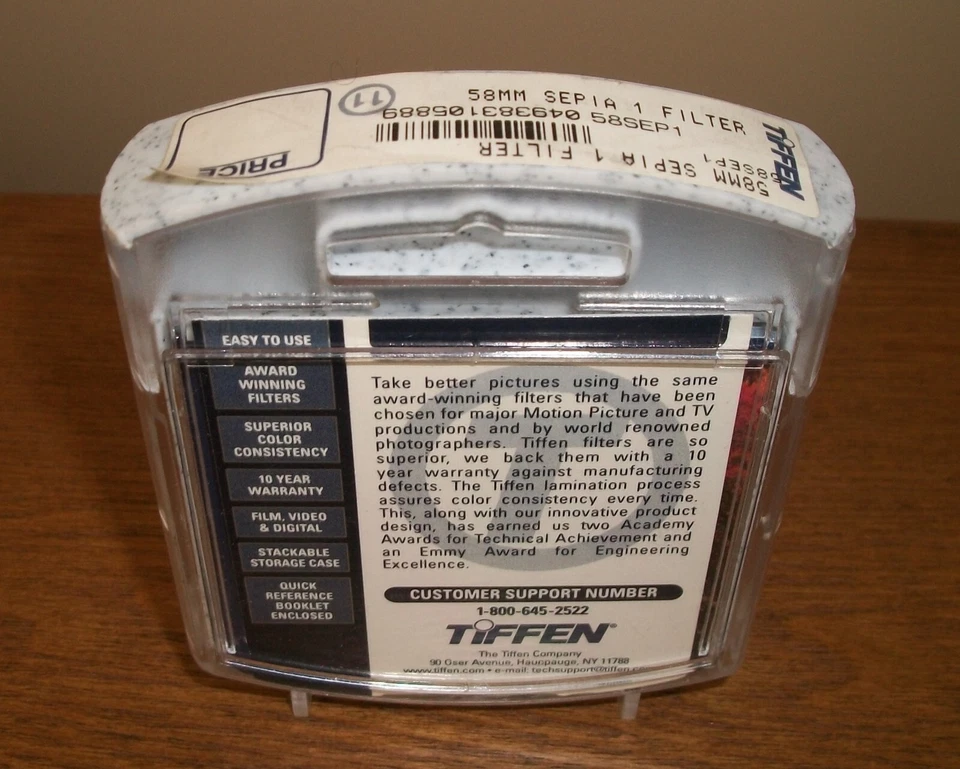 58MM SEPIA 1 FILTER
58SEP1
049383105889
11
PRICE
TIFFEN
58MM SEPIA 1 FILTER
58SEP1
EASY TO USE
AWARD
WINNING
FILTERS
SUPERIOR
COLOR
CONSISTENCY
10 YEAR
WARRANTY
FILM, VIDEO
& DIGITAL
STACKABLE
STORAGE CASE
QUICK
REFERENCE
BOOKLET
ENCLOSED
Take better pictures using the same
award-winning filters that have been
chosen for major Motion Picture and TV
productions and by world renowned
photographers. Tiffen filters are so
superior, we back them with a 10
year warranty against manufacturing
defects. The Tiffen lamination process
assures color consistency every time.
This, along with our innovative product
design, has earned us two Academy
Awards for Technical Achievement and
an Emmy Award for Engineering
Excellence.
CUSTOMER SUPPORT NUMBER
1-800-645-2522
TIFFEN®
The Tiffen Company
90 Oser Avenue, Hauppauge, NY 11788
www.tiffen.com • e-mail: techsupport@tiffen.c